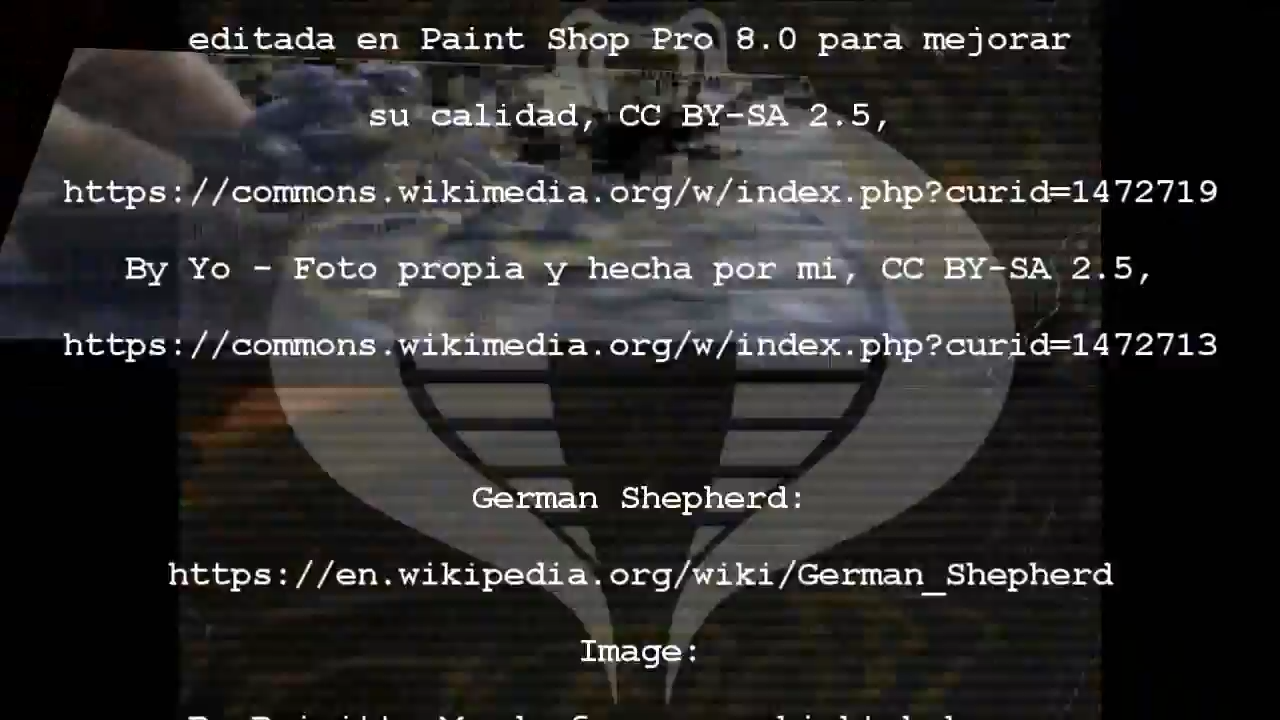 editada en Paint Shop Pro 8.0 para mejorar
su calidad, CC BY-SA 2.5,
https://commons.wikimedia.org/w/index.php?curid=1472719
By Yo - Foto propia y hecha por mi, CC BY-SA 2.5,
https://commons.wikimedia.org/w/index.php?curid=1472713
German Shepherd:
https://en.wikipedia.org/wiki/German_Shepherd
Image: